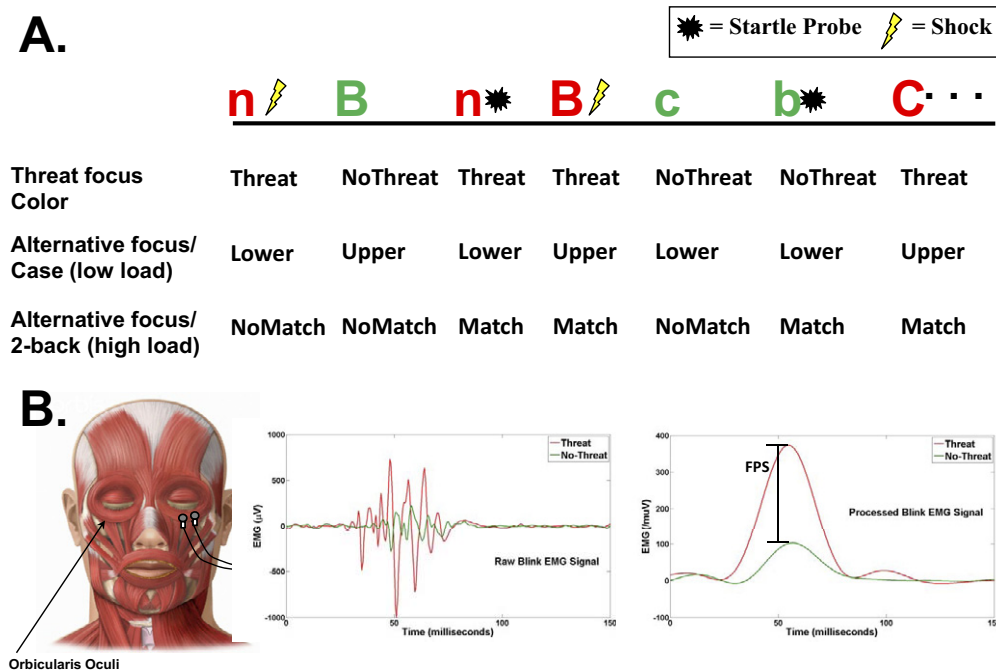 A.
= Startle Probe = Shock
n B n B c b C . . .
Threat focus
Color
Threat NoThreat Threat Threat NoThreat NoThreat Threat
Alternative focus/
Case (low load)
Lower Upper Lower Upper Lower Lower Upper
Alternative focus/
2-back (high load)
NoMatch NoMatch Match Match NoMatch Match Match
B.
Orbicularis Oculi
1000
500
0
-500
-1000
EMG (μV)
Threat
No-Threat
Raw Blink EMG Signal
0 50 100 150
Time (milliseconds)
400
300
200
100
0
-100
EMG [/muV)
FPS
Threat
No-Threat
Processed Blink EMG Signal
0 50 100 150
Time (milliseconds)